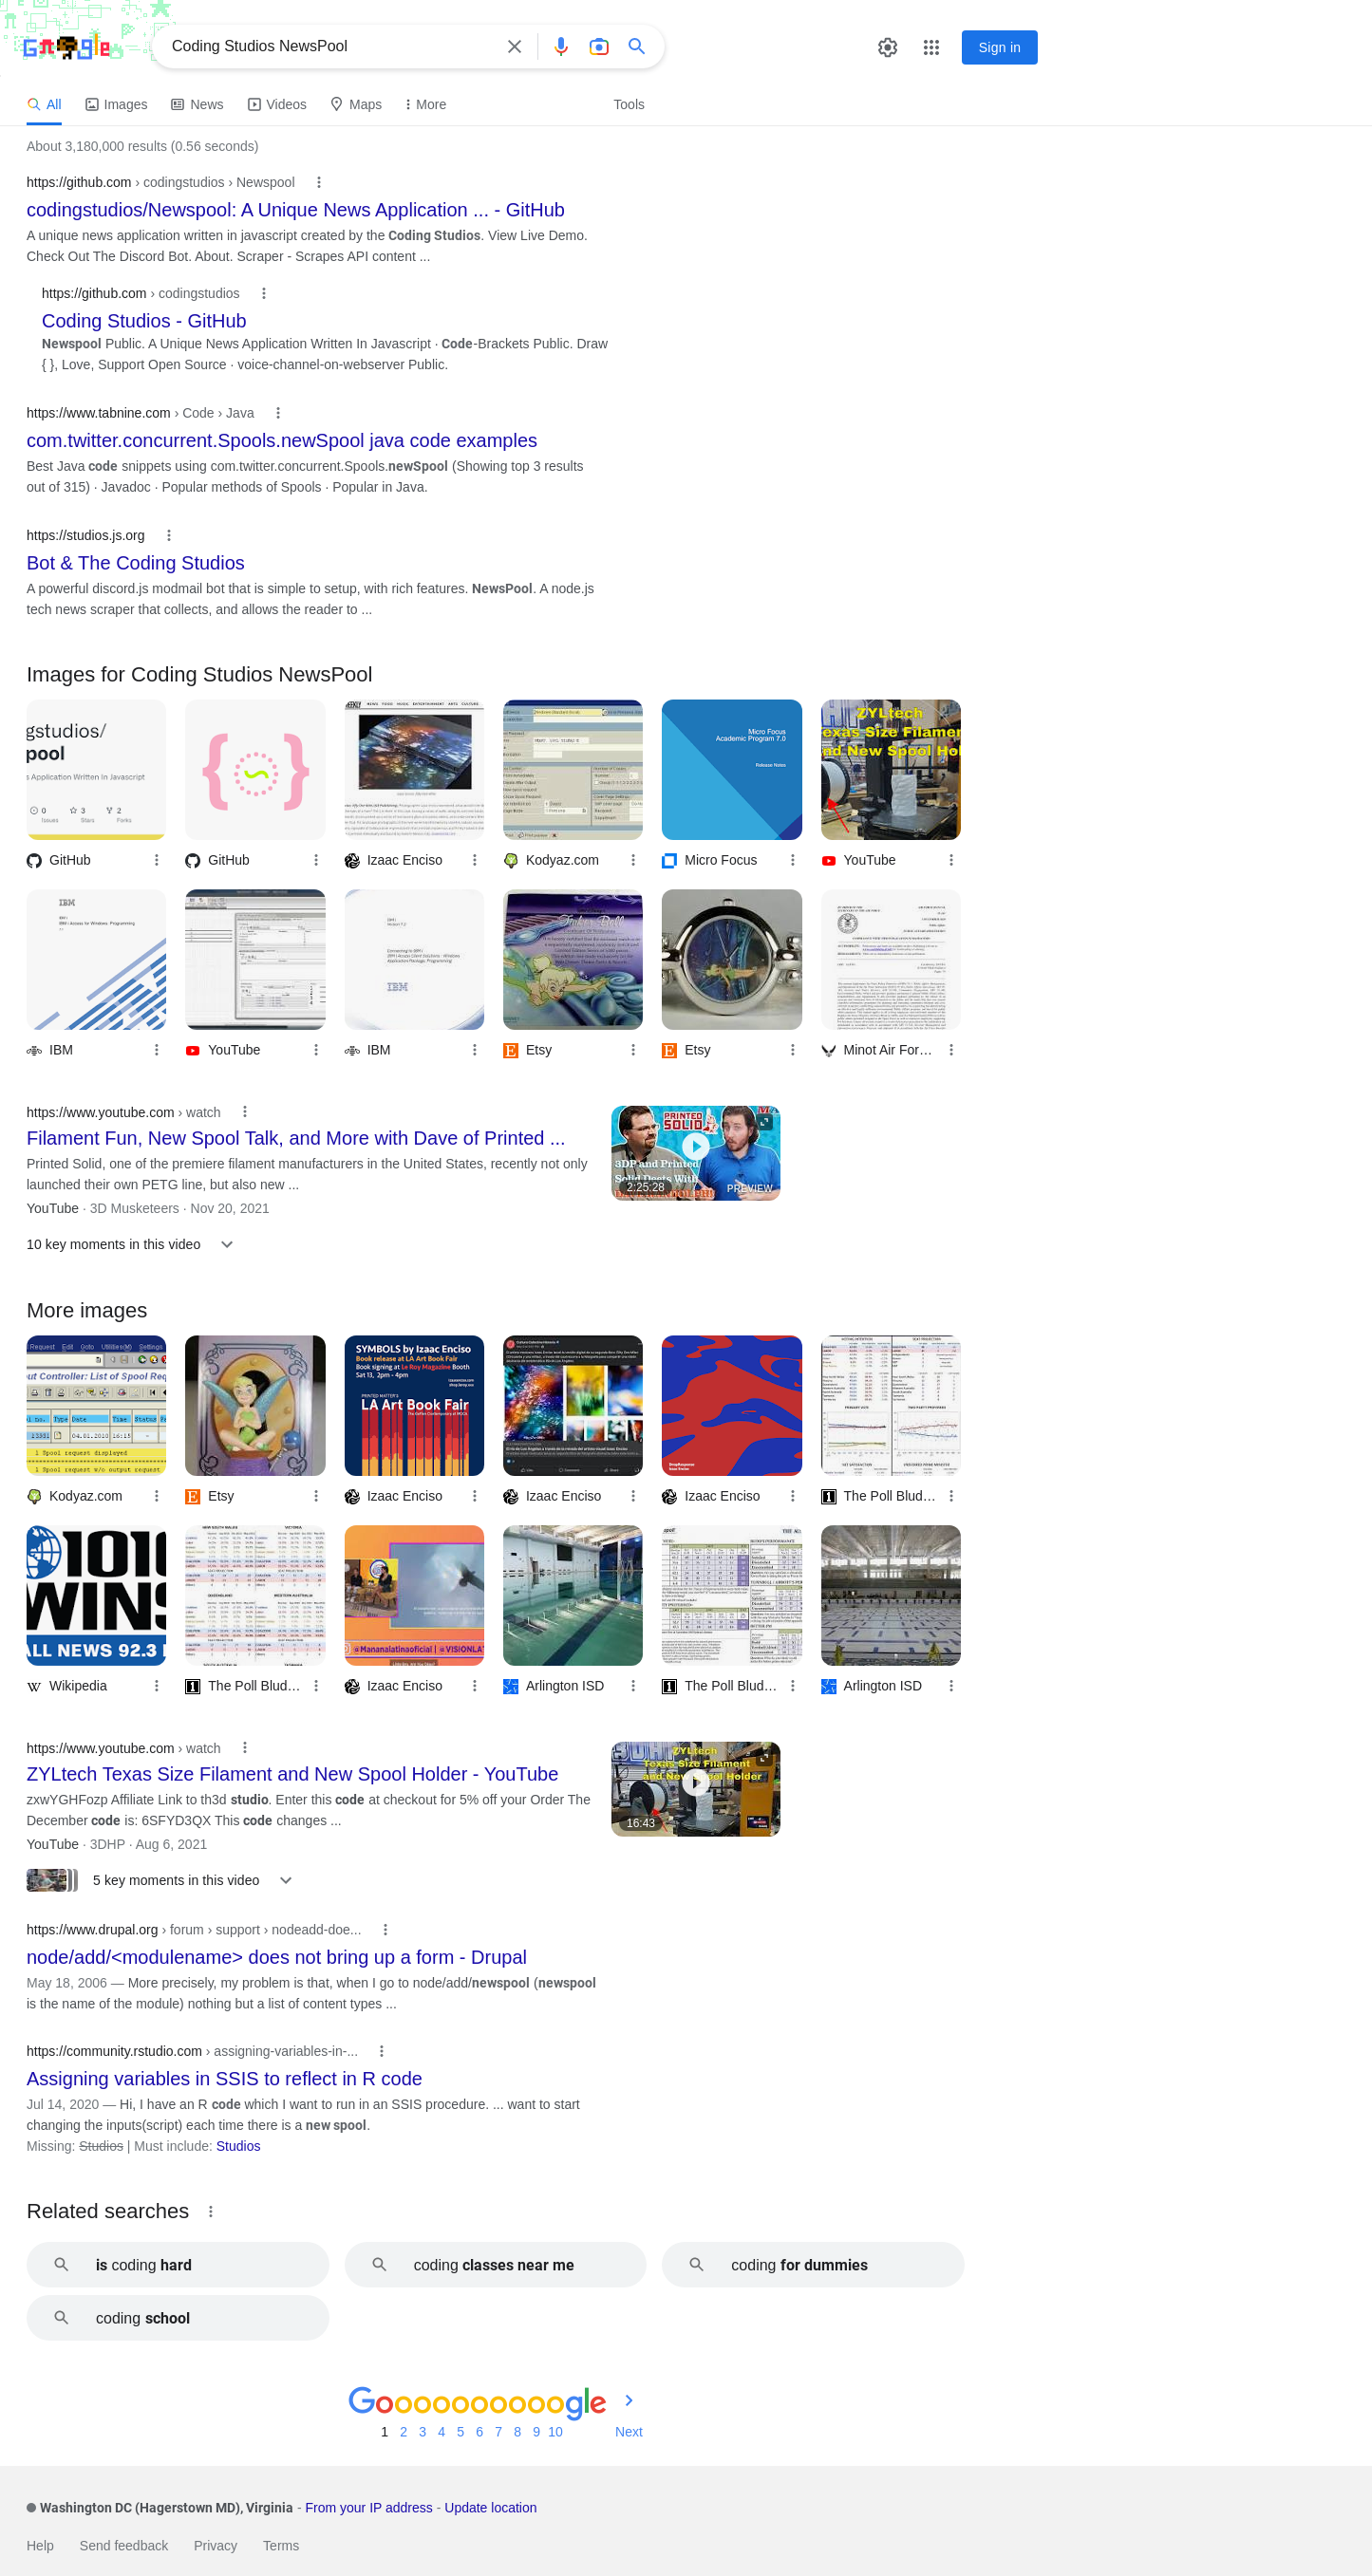 Coding Studios NewsPool
Sign in
All
Images
News
Videos
Maps
More
Tools
About 3,180,000 results (0.56 seconds)
https://github.com › codingstudios › Newspool
codingstudios/Newspool: A Unique News Application ... - GitHub
A unique news application written in javascript created by the Coding Studios. View Live Demo.
Check Out The Discord Bot. About. Scraper - Scrapes API content ...
https://github.com › codingstudios
Coding Studios - GitHub
Newspool Public. A Unique News Application Written In Javascript · Code-Brackets Public. Draw
{ }, Love, Support Open Source · voice-channel-on-webserver Public.
https://www.tabnine.com › Code › Java
com.twitter.concurrent.Spools.newSpool java code examples
Best Java code snippets using com.twitter.concurrent.Spools.newSpool (Showing top 3 results
out of 315) · Javadoc · Popular methods of Spools · Popular in Java.
https://studios.js.org
Bot & The Coding Studios
A powerful discord.js modmail bot that is simple to setup, with rich features. NewsPool. A node.js
tech news scraper that collects, and allows the reader to ...
Images for Coding Studios NewsPool
GitHub
GitHub
Izaac Enciso
Kodyaz.com
Micro Focus
YouTube
IBM
YouTube
IBM
Etsy
Etsy
Minot Air For...
https://www.youtube.com › watch
Filament Fun, New Spool Talk, and More with Dave of Printed ...
Printed Solid, one of the premiere filament manufacturers in the United States, recently not only
launched their own PETG line, but also new ...
YouTube · 3D Musketeers · Nov 20, 2021
2:25:28
PREVIEW
10 key moments in this video
More images
Kodyaz.com
Etsy
Izaac Enciso
Izaac Enciso
Izaac Enciso
The Poll Blud...
Wikipedia
The Poll Blud...
Izaac Enciso
Arlington ISD
The Poll Blud...
Arlington ISD
https://www.youtube.com › watch
ZYLtech Texas Size Filament and New Spool Holder - YouTube
zxwYGHFozp Affiliate Link to th3d studio. Enter this code at checkout for 5% off your Order The
December code is: 6SFYD3QX This code changes ...
YouTube · 3DHP · Aug 6, 2021
16:43
5 key moments in this video
https://www.drupal.org › forum › support › nodeadd-doe...
node/add/<modulename> does not bring up a form - Drupal
May 18, 2006 — More precisely, my problem is that, when I go to node/add/newspool (newspool
is the name of the module) nothing but a list of content types ...
https://community.rstudio.com › assigning-variables-in-...
Assigning variables in SSIS to reflect in R code
Jul 14, 2020 — Hi, I have an R code which I want to run in an SSIS procedure. ... want to start
changing the inputs(script) each time there is a new spool.
Missing: Studios | Must include: Studios
Related searches
is coding hard
coding classes near me
coding for dummies
coding school
Goooooooooogle
1 2 3 4 5 6 7 8 9 10
Next
Washington DC (Hagerstown MD), Virginia - From your IP address - Update location
Help
Send feedback
Privacy
Terms